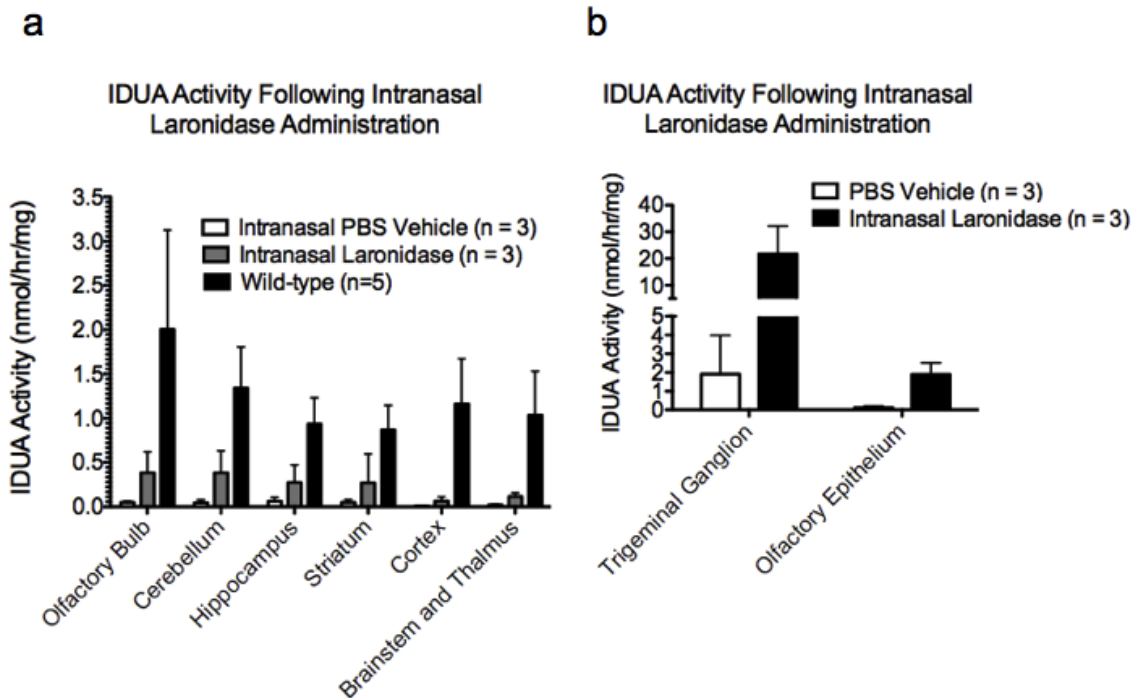 a
IDUA Activity Following Intranasal
Laronidase Administration
IDUA Activity (nmol/hr/mg)
3.5
3.0
2.5
2.0
1.5
1.0
0.5
0.0
Intranasal PBS Vehicle (n = 3)
Intranasal Laronidase (n = 3)
Wild-type (n=5)
Olfactory Bulb
Cerebellum
Hippocampus
Striatum
Cortex
Brainstem and Thalmus
b
IDUA Activity Following Intranasal
Laronidase Administration
IDUA Activity (nmol/hr/mg)
PBS Vehicle (n = 3)
Intranasal Laronidase (n = 3)
40
30
20
10
5
4
3
2
1
0
Trigeminal Ganglion
Olfactory Epithelium